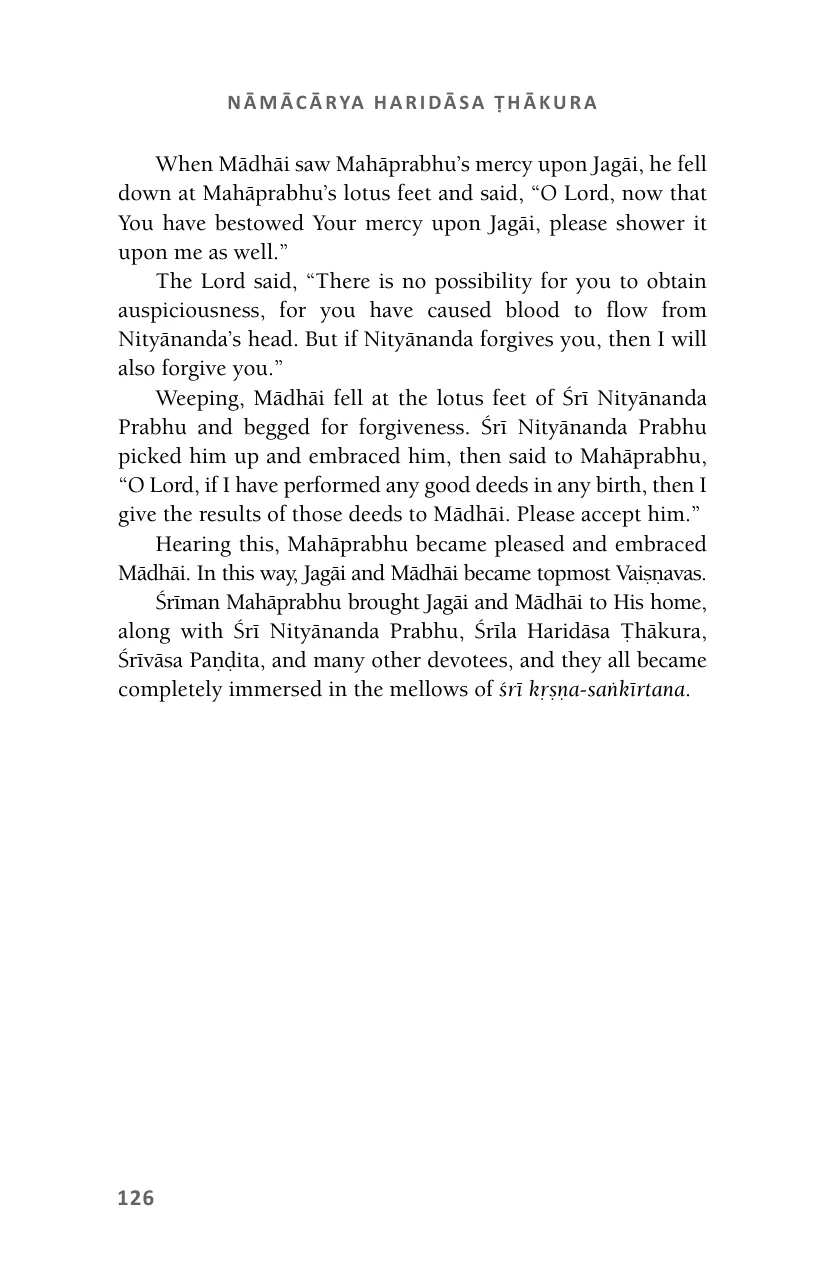 NĀMĀCĀRYA HARIDĀSA ṬHĀKURA
When Mādhāi saw Mahāprabhu’s mercy upon Jagāi, he fell
down at Mahāprabhu’s lotus feet and said, “O Lord, now that
You have bestowed Your mercy upon Jagāi, please shower it
upon me as well.”
The Lord said, “There is no possibility for you to obtain
auspiciousness, for you have caused blood to flow from
Nityānanda’s head. But if Nityānanda forgives you, then I will
also forgive you.”
Weeping, Mādhāi fell at the lotus feet of Śrī Nityānanda
Prabhu and begged for forgiveness. Śrī Nityānanda Prabhu
picked him up and embraced him, then said to Mahāprabhu,
“O Lord, if I have performed any good deeds in any birth, then I
give the results of those deeds to Mādhāi. Please accept him.”
Hearing this, Mahāprabhu became pleased and embraced
Mādhāi. In this way, Jagāi and Mādhāi became topmost Vaiṣṇavas.
Śrīman Mahāprabhu brought Jagāi and Mādhāi to His home,
along with Śrī Nityānanda Prabhu, Śrīla Haridāsa Ṭhākura,
Śrīvāsa Paṇḍita, and many other devotees, and they all became
completely immersed in the mellows of śrī kṛṣṇa-saṅkīrtana.
126